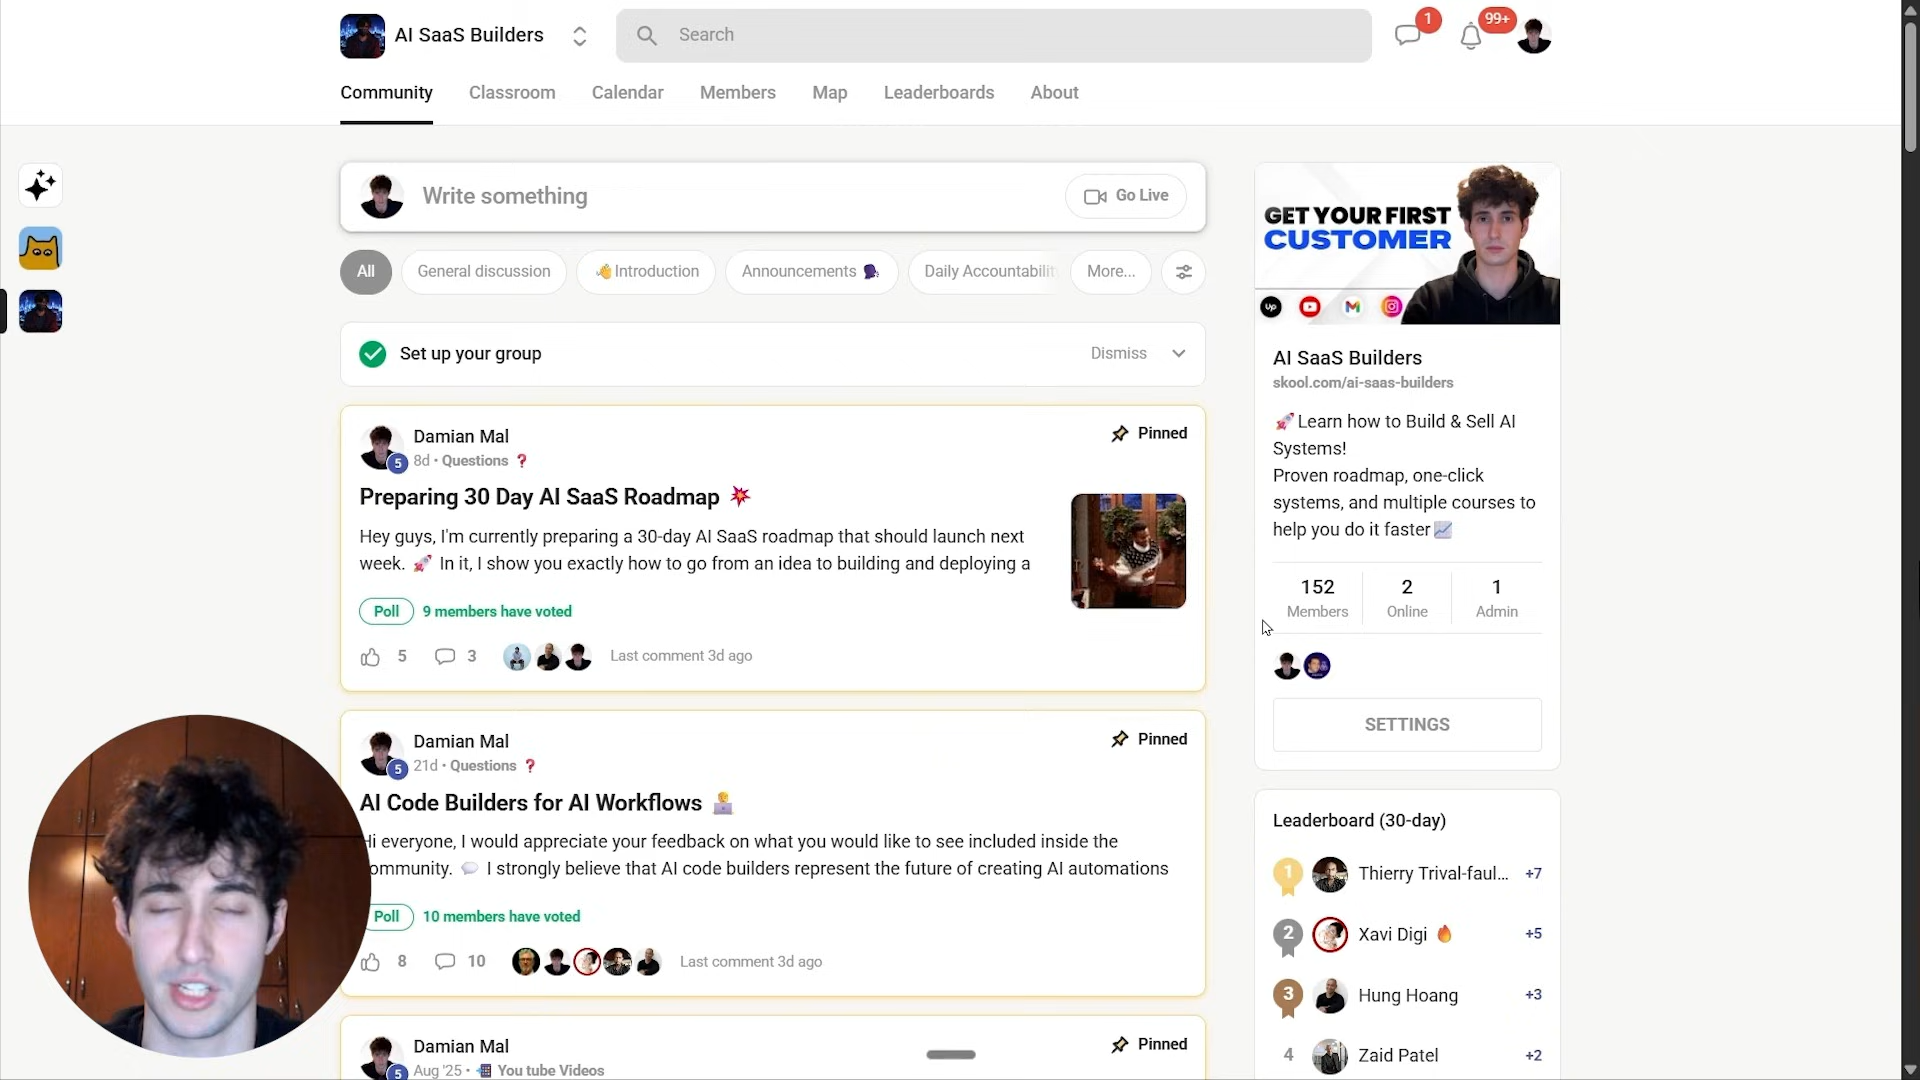 AI SaaS Builders
Search
1
99+
Community
Classroom
Calendar
Members
Map
Leaderboards
About
Write something
Go Live
All
General discussion
👋Introduction
Announcements 🗣
Daily Accountabilit
More...
Set up your group
Dismiss
Damian Mal
Pinned
5
8d • Questions ❓
Preparing 30 Day AI SaaS Roadmap 💥
Hey guys, I'm currently preparing a 30-day AI SaaS roadmap that should launch next
week. 🚀 In it, I show you exactly how to go from an idea to building and deploying a
Poll
9 members have voted
5
3
Last comment 3d ago
Damian Mal
Pinned
5
21d • Questions ❓
AI Code Builders for AI Workflows 🧑‍💻
Hi everyone, I would appreciate your feedback on what you would like to see included inside the
community. 💬 I strongly believe that AI code builders represent the future of creating AI automations
Poll
10 members have voted
8
10
Last comment 3d ago
Damian Mal
Pinned
5
Aug '25 • 📲 You tube Videos
GET YOUR FIRST
CUSTOMER
Up
AI SaaS Builders
skool.com/ai-saas-builders
🚀Learn how to Build & Sell AI
Systems!
Proven roadmap, one-click
systems, and multiple courses to
help you do it faster📈
152
Members
2
Online
1
Admin
SETTINGS
Leaderboard (30-day)
1
Thierry Trival-faul...
+7
2
Xavi Digi 🔥
+5
3
Hung Hoang
+3
4
Zaid Patel
+2